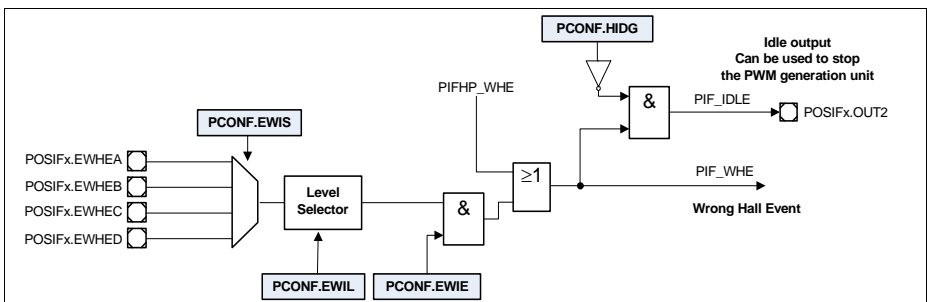 PCONF.HIDG
Idle output
Can be used to stop
the PWM generation unit
PIFHP_WHE
&
PIF_IDLE
POSIFx.OUT2
PCONF.EWIS
POSIFx.EWHEA
POSIFx.EWHEB
POSIFx.EWHEC
POSIFx.EWHED
Level
Selector
&
≥1
PIF_WHE
Wrong Hall Event
PCONF.EWIL
PCONF.EWIE